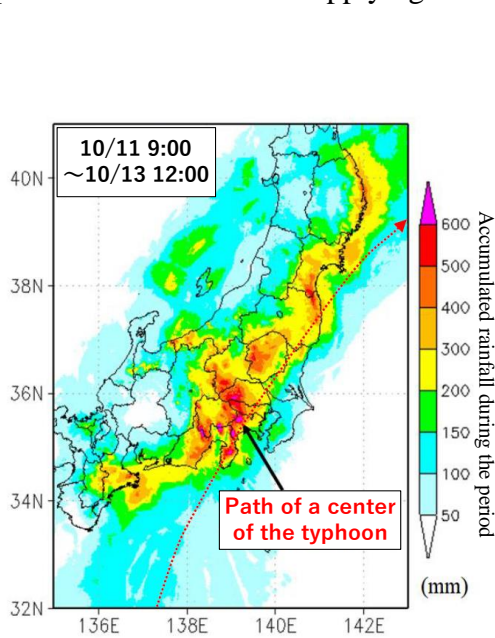 10/11 9:00
～10/13 12:00
40N
38N
36N
34N
32N
136E
138E
140E
142E
Path of a center
of the typhoon
600
500
400
300
200
150
100
50
(mm)
Accumulated rainfall during the period